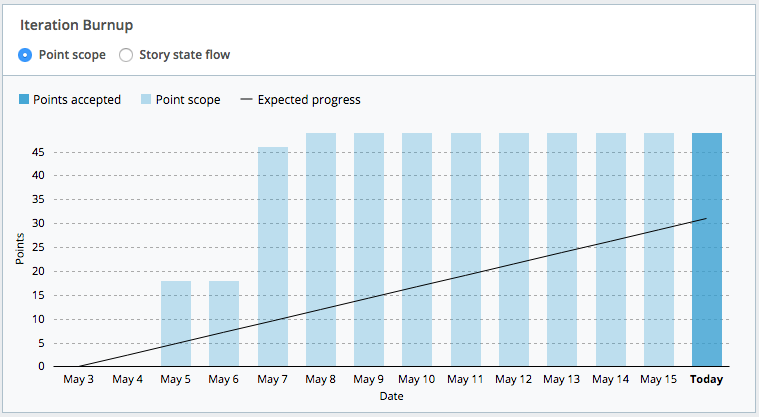 Iteration Burnup
Point scope Story state flow
Points accepted Point scope Expected progress
45
40
35
30
25
20
15
10
5
0
Points
May 3 May 4 May 5 May 6 May 7 May 8 May 9 May 10 May 11 May 12 May 13 May 14 May 15 Today
Date